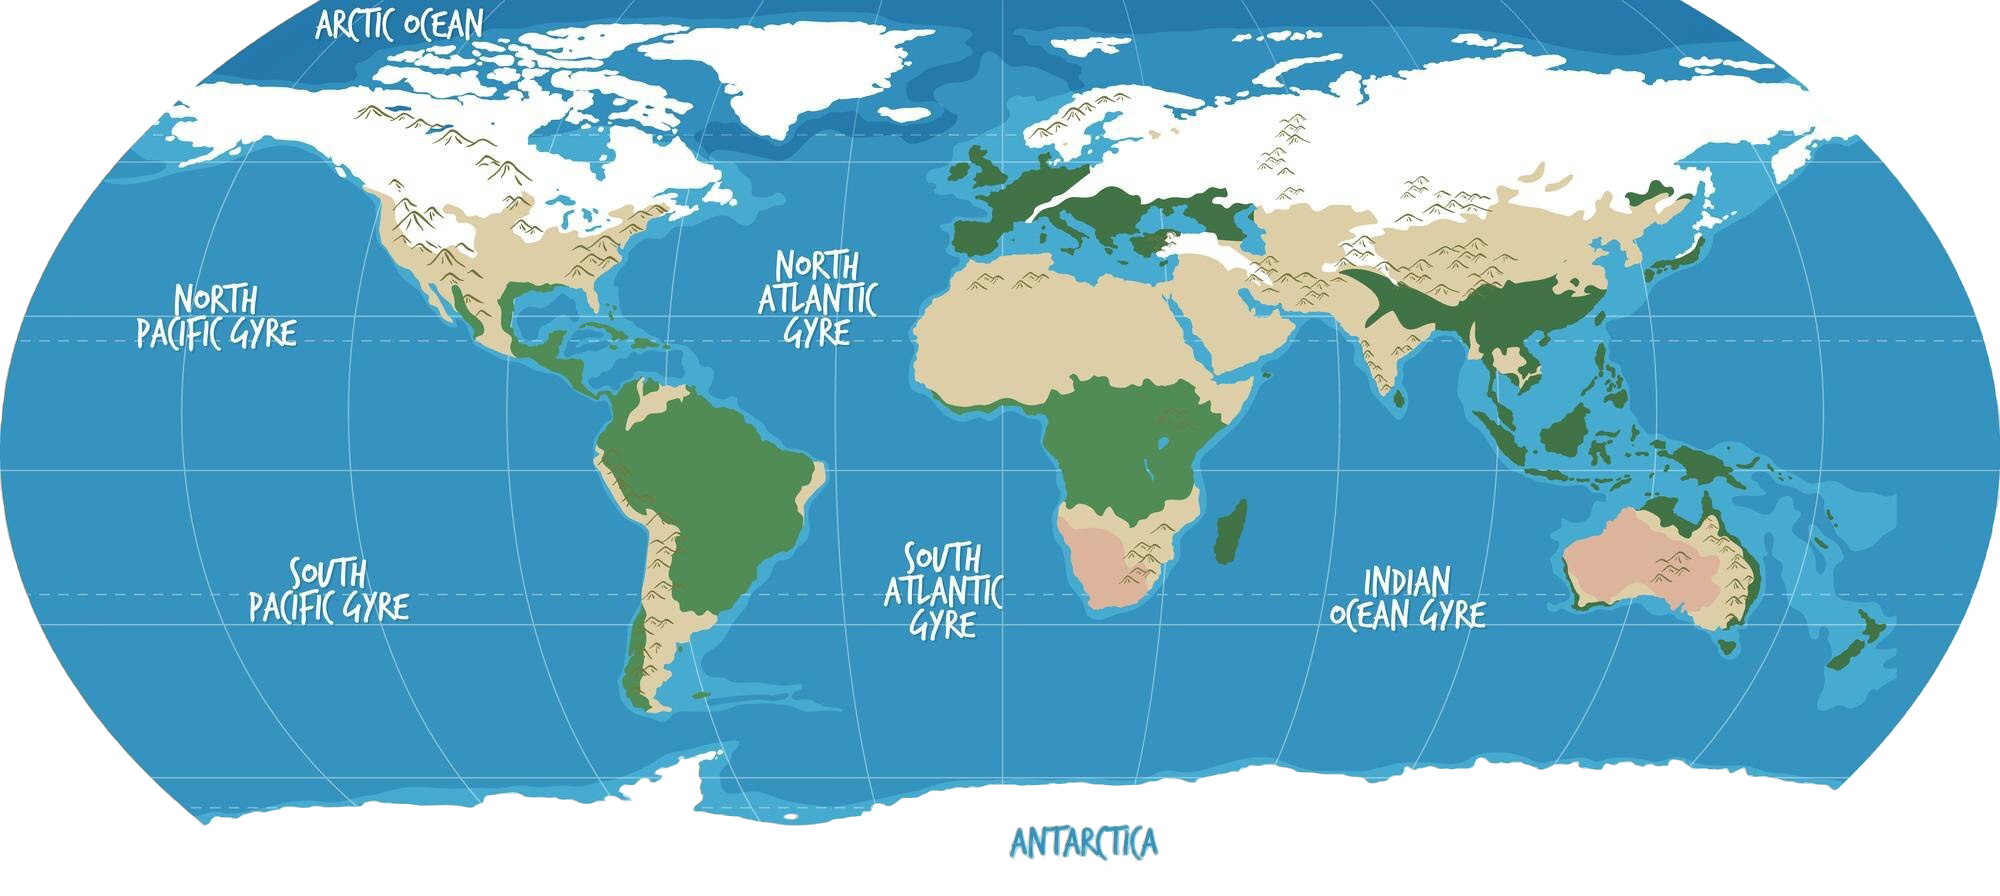 ARCTIC OCEAN
NORTH
PACIFIC GYRE
NORTH
ATLANTIC
GYRE
SOUTH
PACIFIC GYRE
SOUTH
ATLANTIC
GYRE
INDIAN
OCEAN GYRE
ANTARCTICA